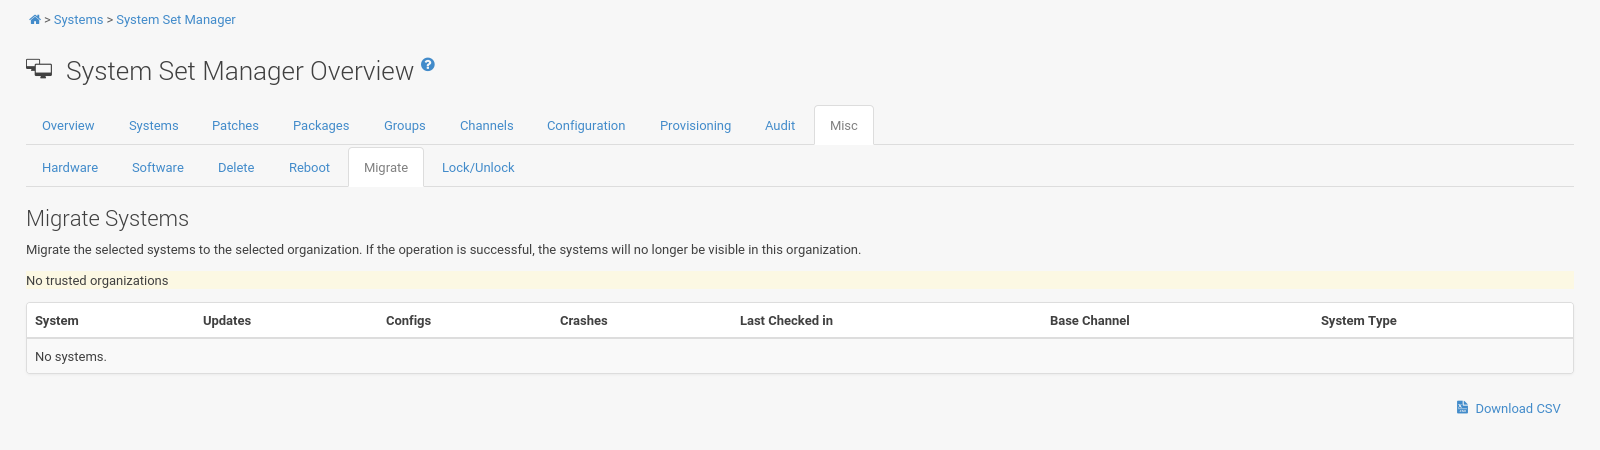 > Systems > System Set Manager
System Set Manager Overview ?
Overview Systems Patches Packages Groups Channels Configuration Provisioning Audit Misc
Hardware Software Delete Reboot Migrate Lock/Unlock
Migrate Systems
Migrate the selected systems to the selected organization. If the operation is successful, the systems will no longer be visible in this organization.
No trusted organizations
System Updates Configs Crashes Last Checked in Base Channel System Type
No systems.
Download CSV